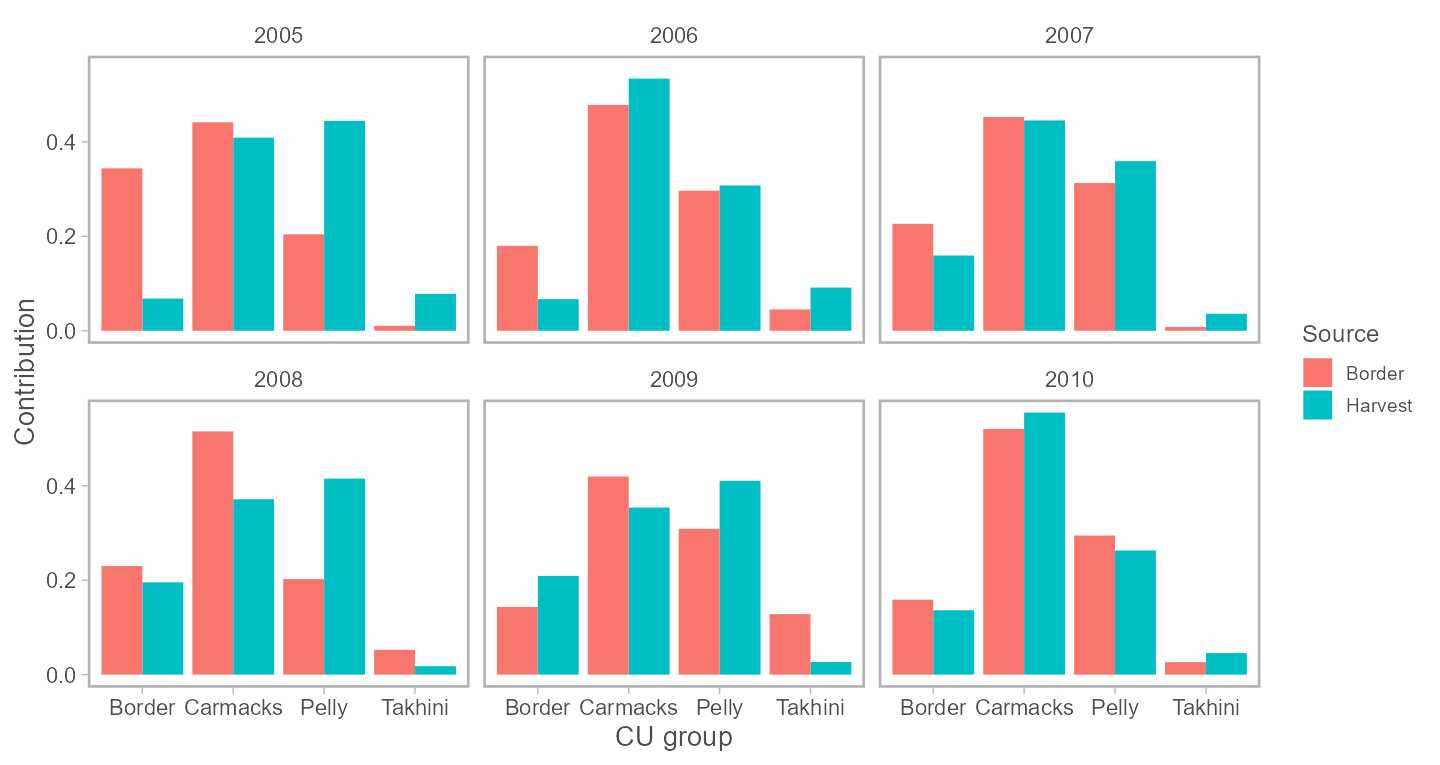 2005 2006 2007
0.4
0.2
0.0
Contribution
2008 2009 2010
0.4
0.2
0.0
Border Carmacks Pelly Takhini Border Carmacks Pelly Takhini Border Carmacks Pelly Takhini
CU group
Source
Border
Harvest